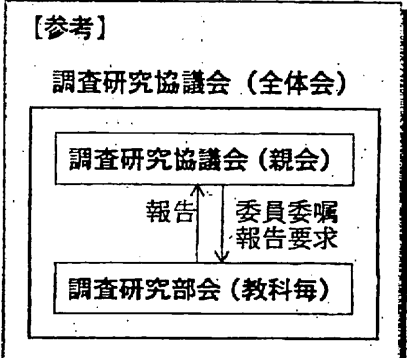 【参考】
調査研究協議会（全体会）
調査研究協議会（親会）
報告
委員委嘱
報告要求
調査研究部会（教科毎）